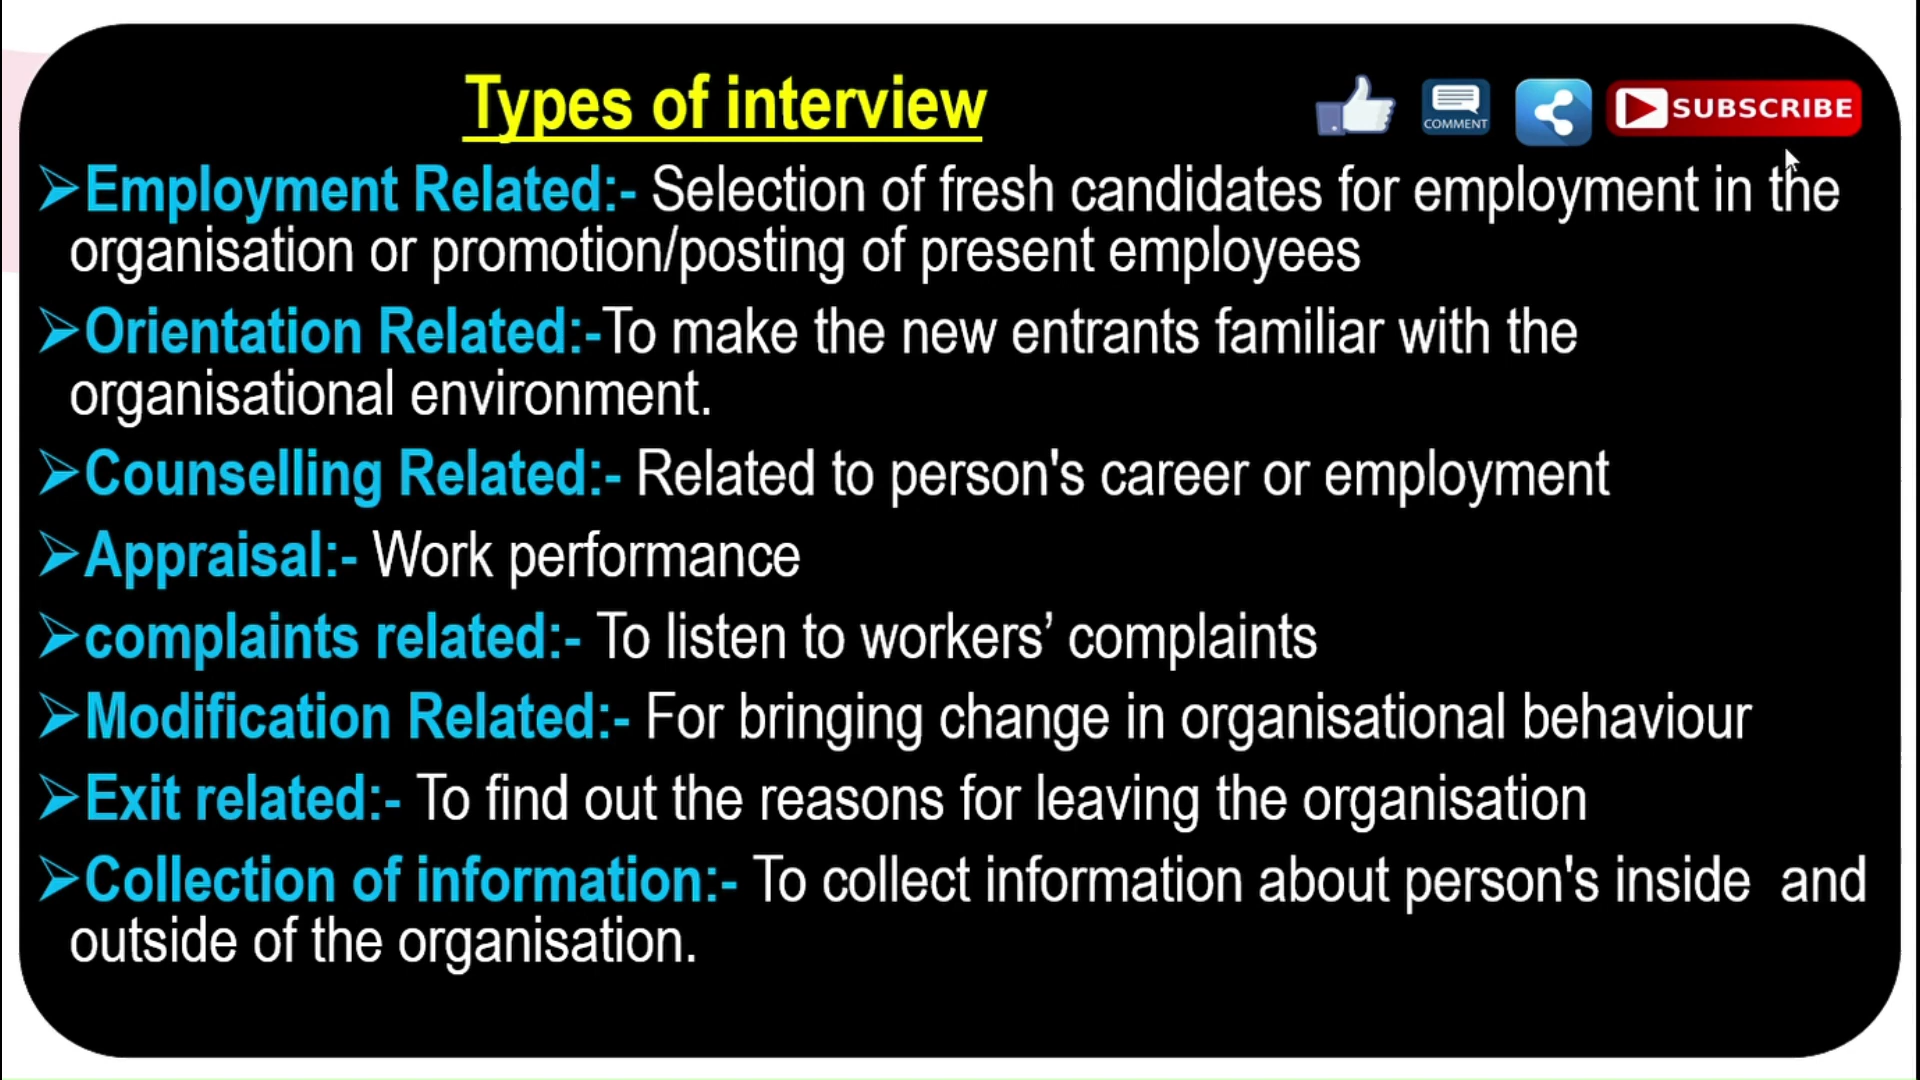 Types of interview
COMMENT
SUBSCRIBE
➢Employment Related:- Selection of fresh candidates for employment in the
organisation or promotion/posting of present employees
➢Orientation Related:-To make the new entrants familiar with the
organisational environment.
➢Counselling Related:- Related to person's career or employment
➢Appraisal:- Work performance
➢complaints related:- To listen to workers’ complaints
➢Modification Related:- For bringing change in organisational behaviour
➢Exit related:- To find out the reasons for leaving the organisation
➢Collection of information:- To collect information about person's inside  and
outside of the organisation.